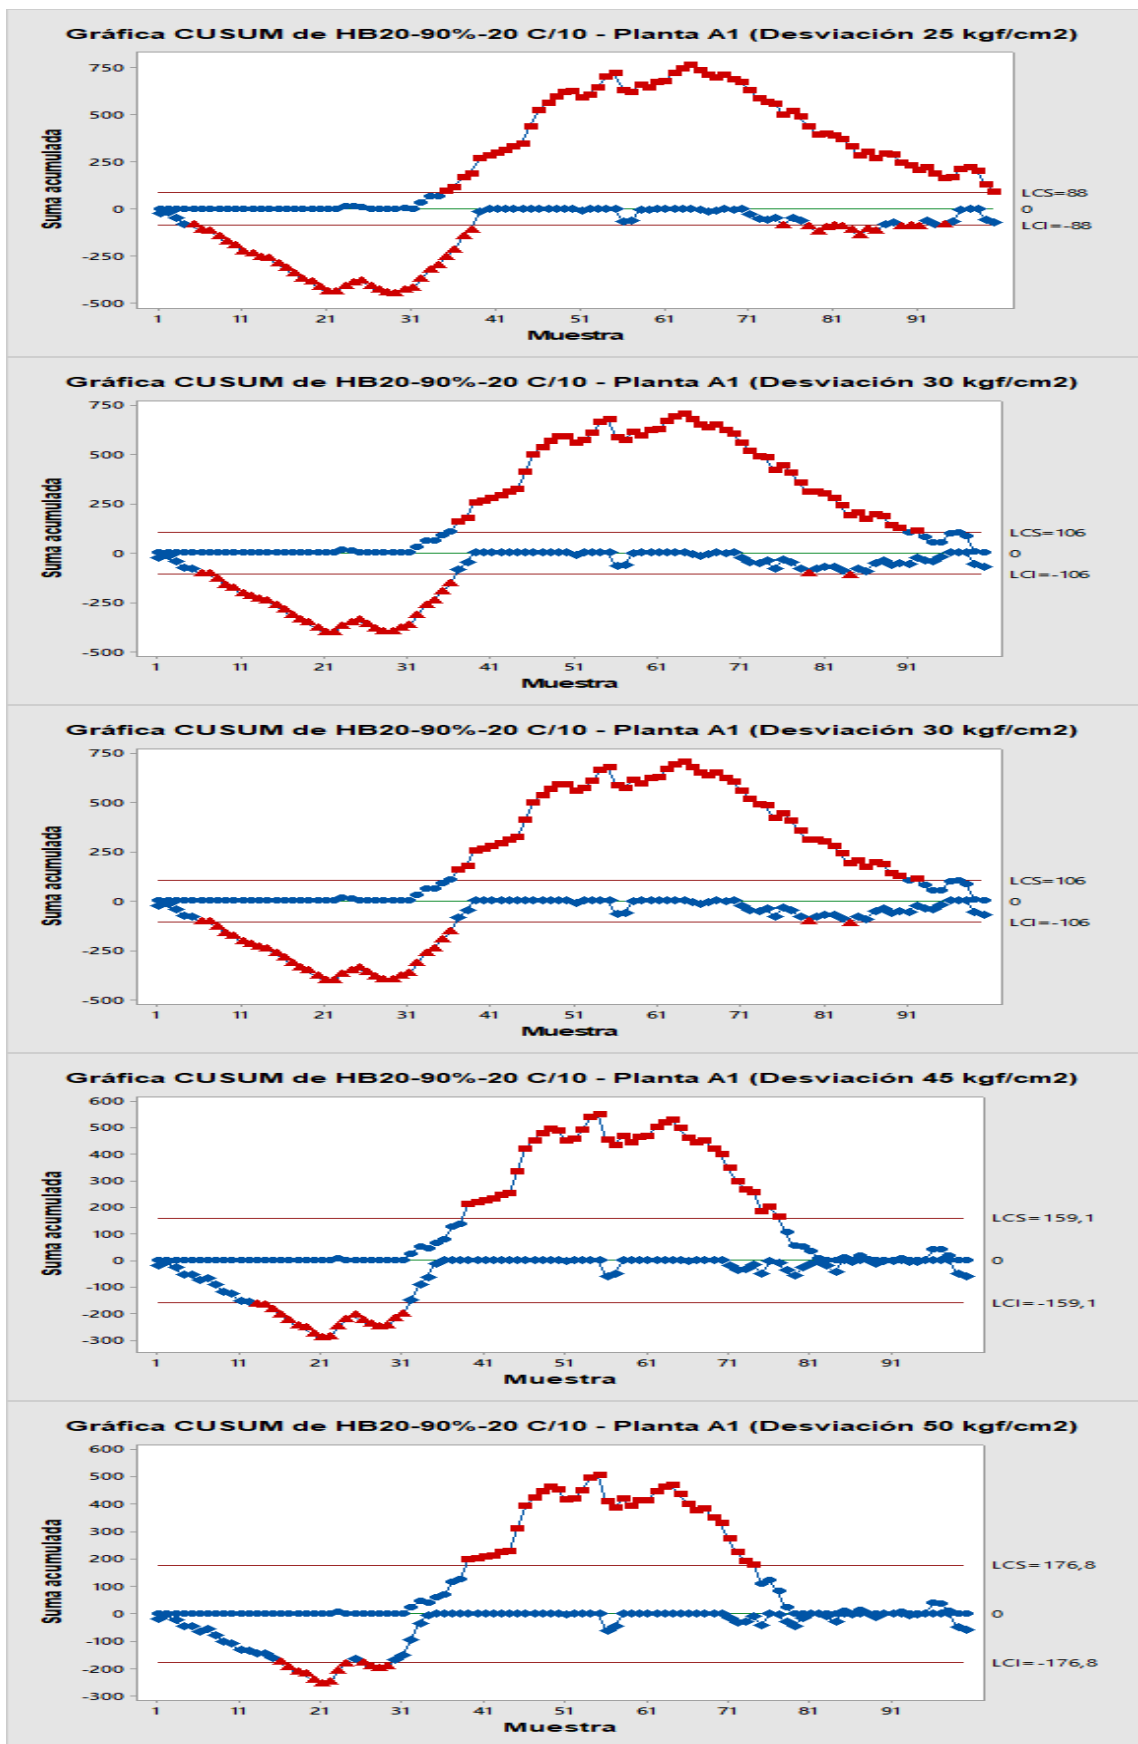 Gráfica CUSUM de HB20-90%-20 C/10 - Planta A1 (Desviación 25 kgf/cm2)
Suma acumulada
750
500
250
0
-250
-500
LCS=88
0
LCI=-88
1 11 21 31 41 51 61 71 81 91
Muestra
Gráfica CUSUM de HB20-90%-20 C/10 - Planta A1 (Desviación 30 kgf/cm2)
Suma acumulada
750
500
250
0
-250
-500
LCS=106
0
LCI=-106
1 11 21 31 41 51 61 71 81 91
Muestra
Gráfica CUSUM de HB20-90%-20 C/10 - Planta A1 (Desviación 30 kgf/cm2)
Suma acumulada
750
500
250
0
-250
-500
LCS=106
0
LCI=-106
1 11 21 31 41 51 61 71 81 91
Muestra
Gráfica CUSUM de HB20-90%-20 C/10 - Planta A1 (Desviación 45 kgf/cm2)
Suma acumulada
600
500
400
300
200
100
0
-100
-200
-300
LCS=159,1
0
LCI=-159,1
1 11 21 31 41 51 61 71 81 91
Muestra
Gráfica CUSUM de HB20-90%-20 C/10 - Planta A1 (Desviación 50 kgf/cm2)
Suma acumulada
600
500
400
300
200
100
0
-100
-200
-300
LCS=176,8
0
LCI=-176,8
1 11 21 31 41 51 61 71 81 91
Muestra